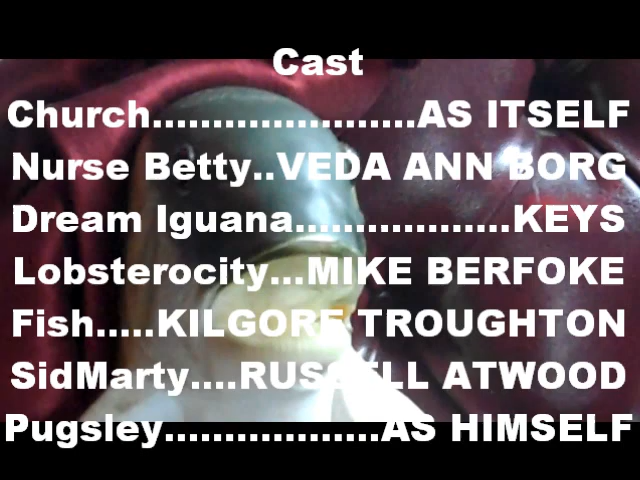 Cast
Church......................AS ITSELF
Nurse Betty..VEDA ANN BORG
Dream Iguana..................KEYS
Lobsterocity...MIKE BERFOKE
Fish.....KILGORE TROUGHTON
SidMarty....RUSSELL ATWOOD
Pugsley..................AS HIMSELF